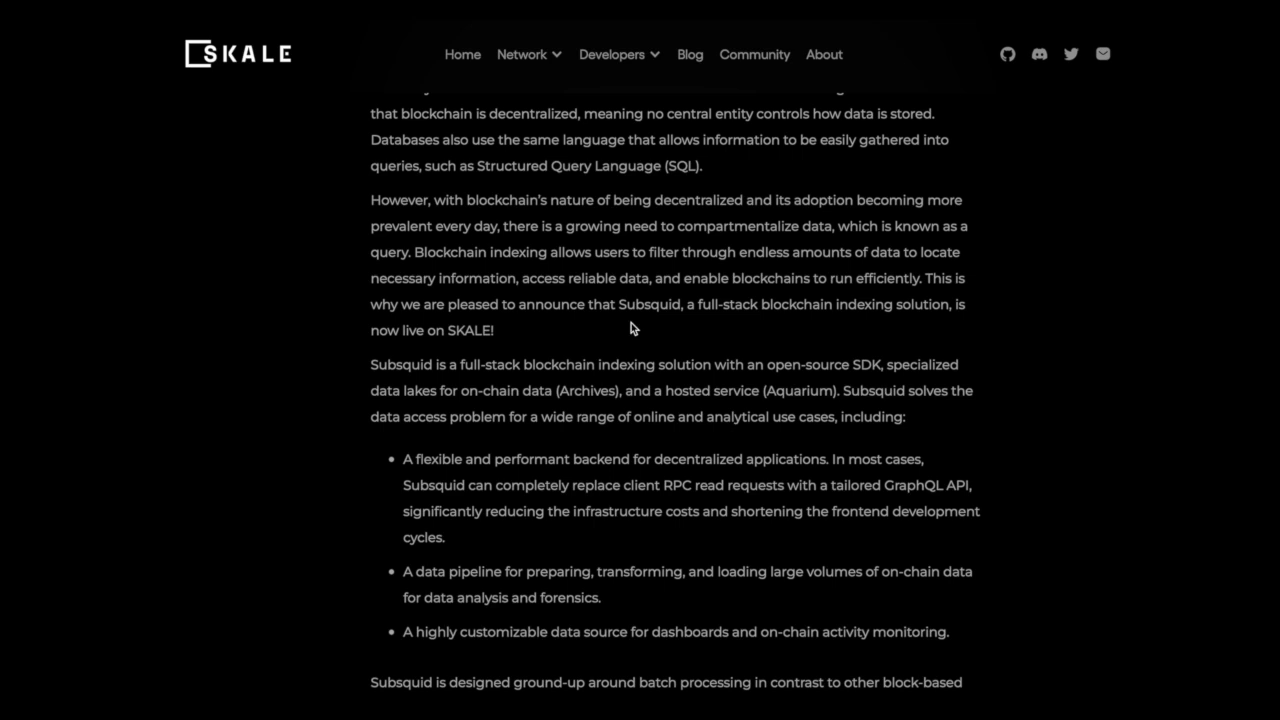 SKALE
Home Network Developers Blog Community About
that blockchain is decentralized, meaning no central entity controls how data is stored.
Databases also use the same language that allows information to be easily gathered into
queries, such as Structured Query Language (SQL).
However, with blockchain’s nature of being decentralized and its adoption becoming more
prevalent every day, there is a growing need to compartmentalize data, which is known as a
query. Blockchain indexing allows users to filter through endless amounts of data to locate
necessary information, access reliable data, and enable blockchains to run efficiently. This is
why we are pleased to announce that Subsquid, a full-stack blockchain indexing solution, is
now live on SKALE!
Subsquid is a full-stack blockchain indexing solution with an open-source SDK, specialized
data lakes for on-chain data (Archives), and a hosted service (Aquarium). Subsquid solves the
data access problem for a wide range of online and analytical use cases, including:
• A flexible and performant backend for decentralized applications. In most cases,
Subsquid can completely replace client RPC read requests with a tailored GraphQL API,
significantly reducing the infrastructure costs and shortening the frontend development
cycles.
• A data pipeline for preparing, transforming, and loading large volumes of on-chain data
for data analysis and forensics.
• A highly customizable data source for dashboards and on-chain activity monitoring.
Subsquid is designed ground-up around batch processing in contrast to other block-based